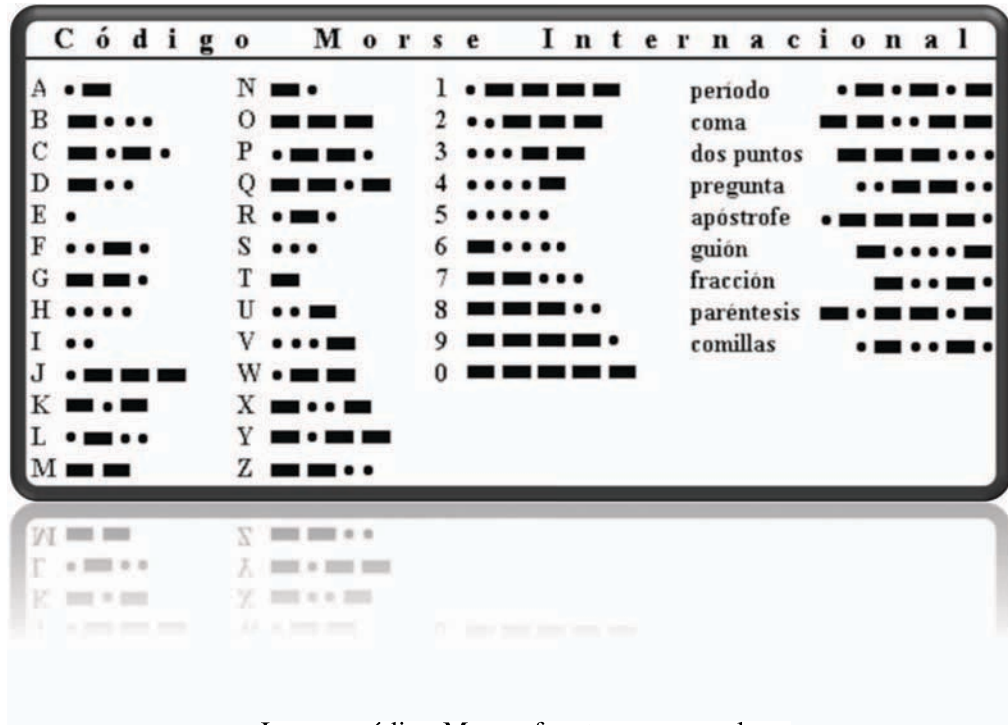 Código Morse Internacional
A
B
C
D
E
F
G
H
I
J
K
L
M
N
O
P
Q
R
S
T
U
V
W
X
Y
Z
1
2
3
4
5
6
7
8
9
0
período
coma
dos puntos
pregunta
apóstrofe
guión
fracción
paréntesis
comillas